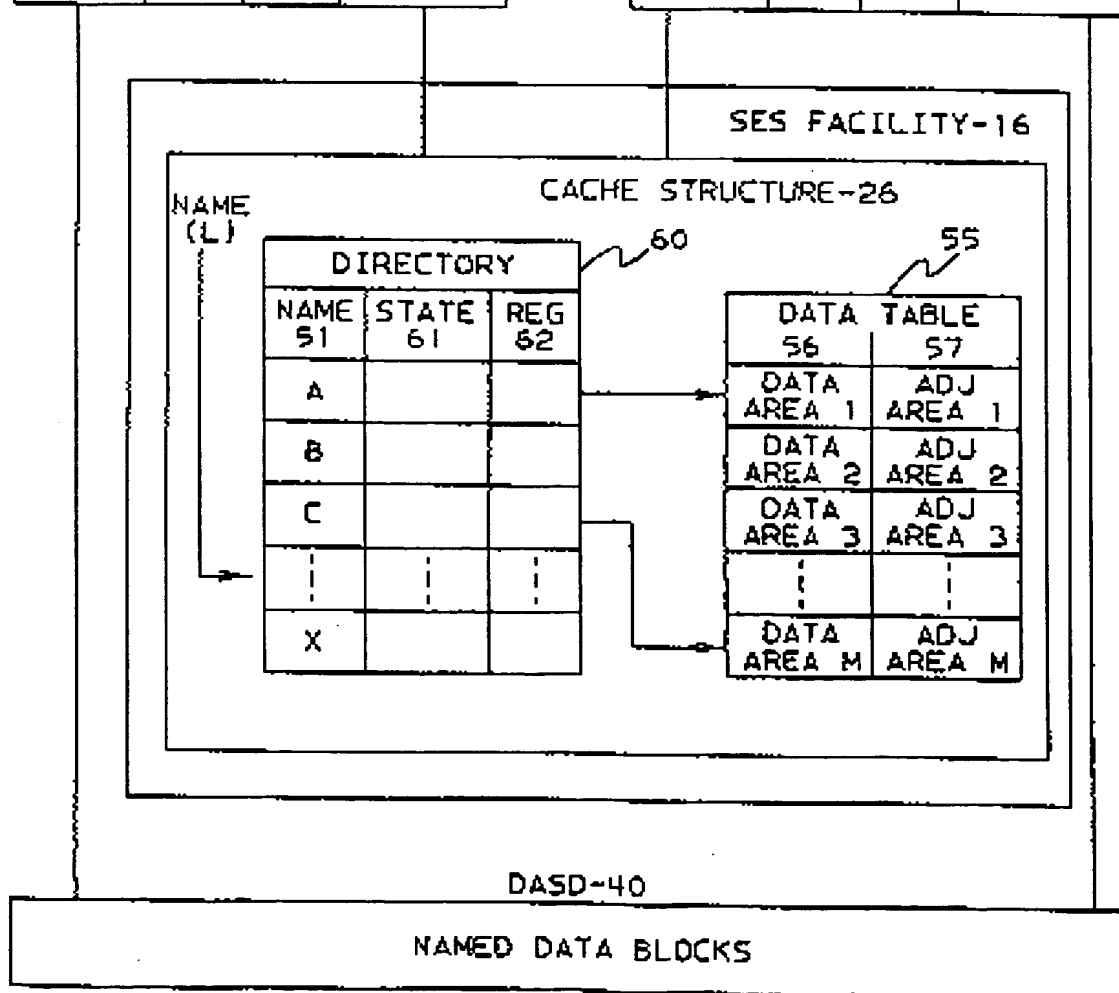 SES FACILITY-16
CACHE STRUCTURE-26
NAME
(L)
60
DIRECTORY
NAME STATE REG
51 61 62
A
B
C
X
55
DATA TABLE
56 57
DATA AREA 1 ADJ AREA 1
DATA AREA 2 ADJ AREA 2
DATA AREA 3 ADJ AREA 3
DATA AREA M ADJ AREA M
DASD-40
NAMED DATA BLOCKS